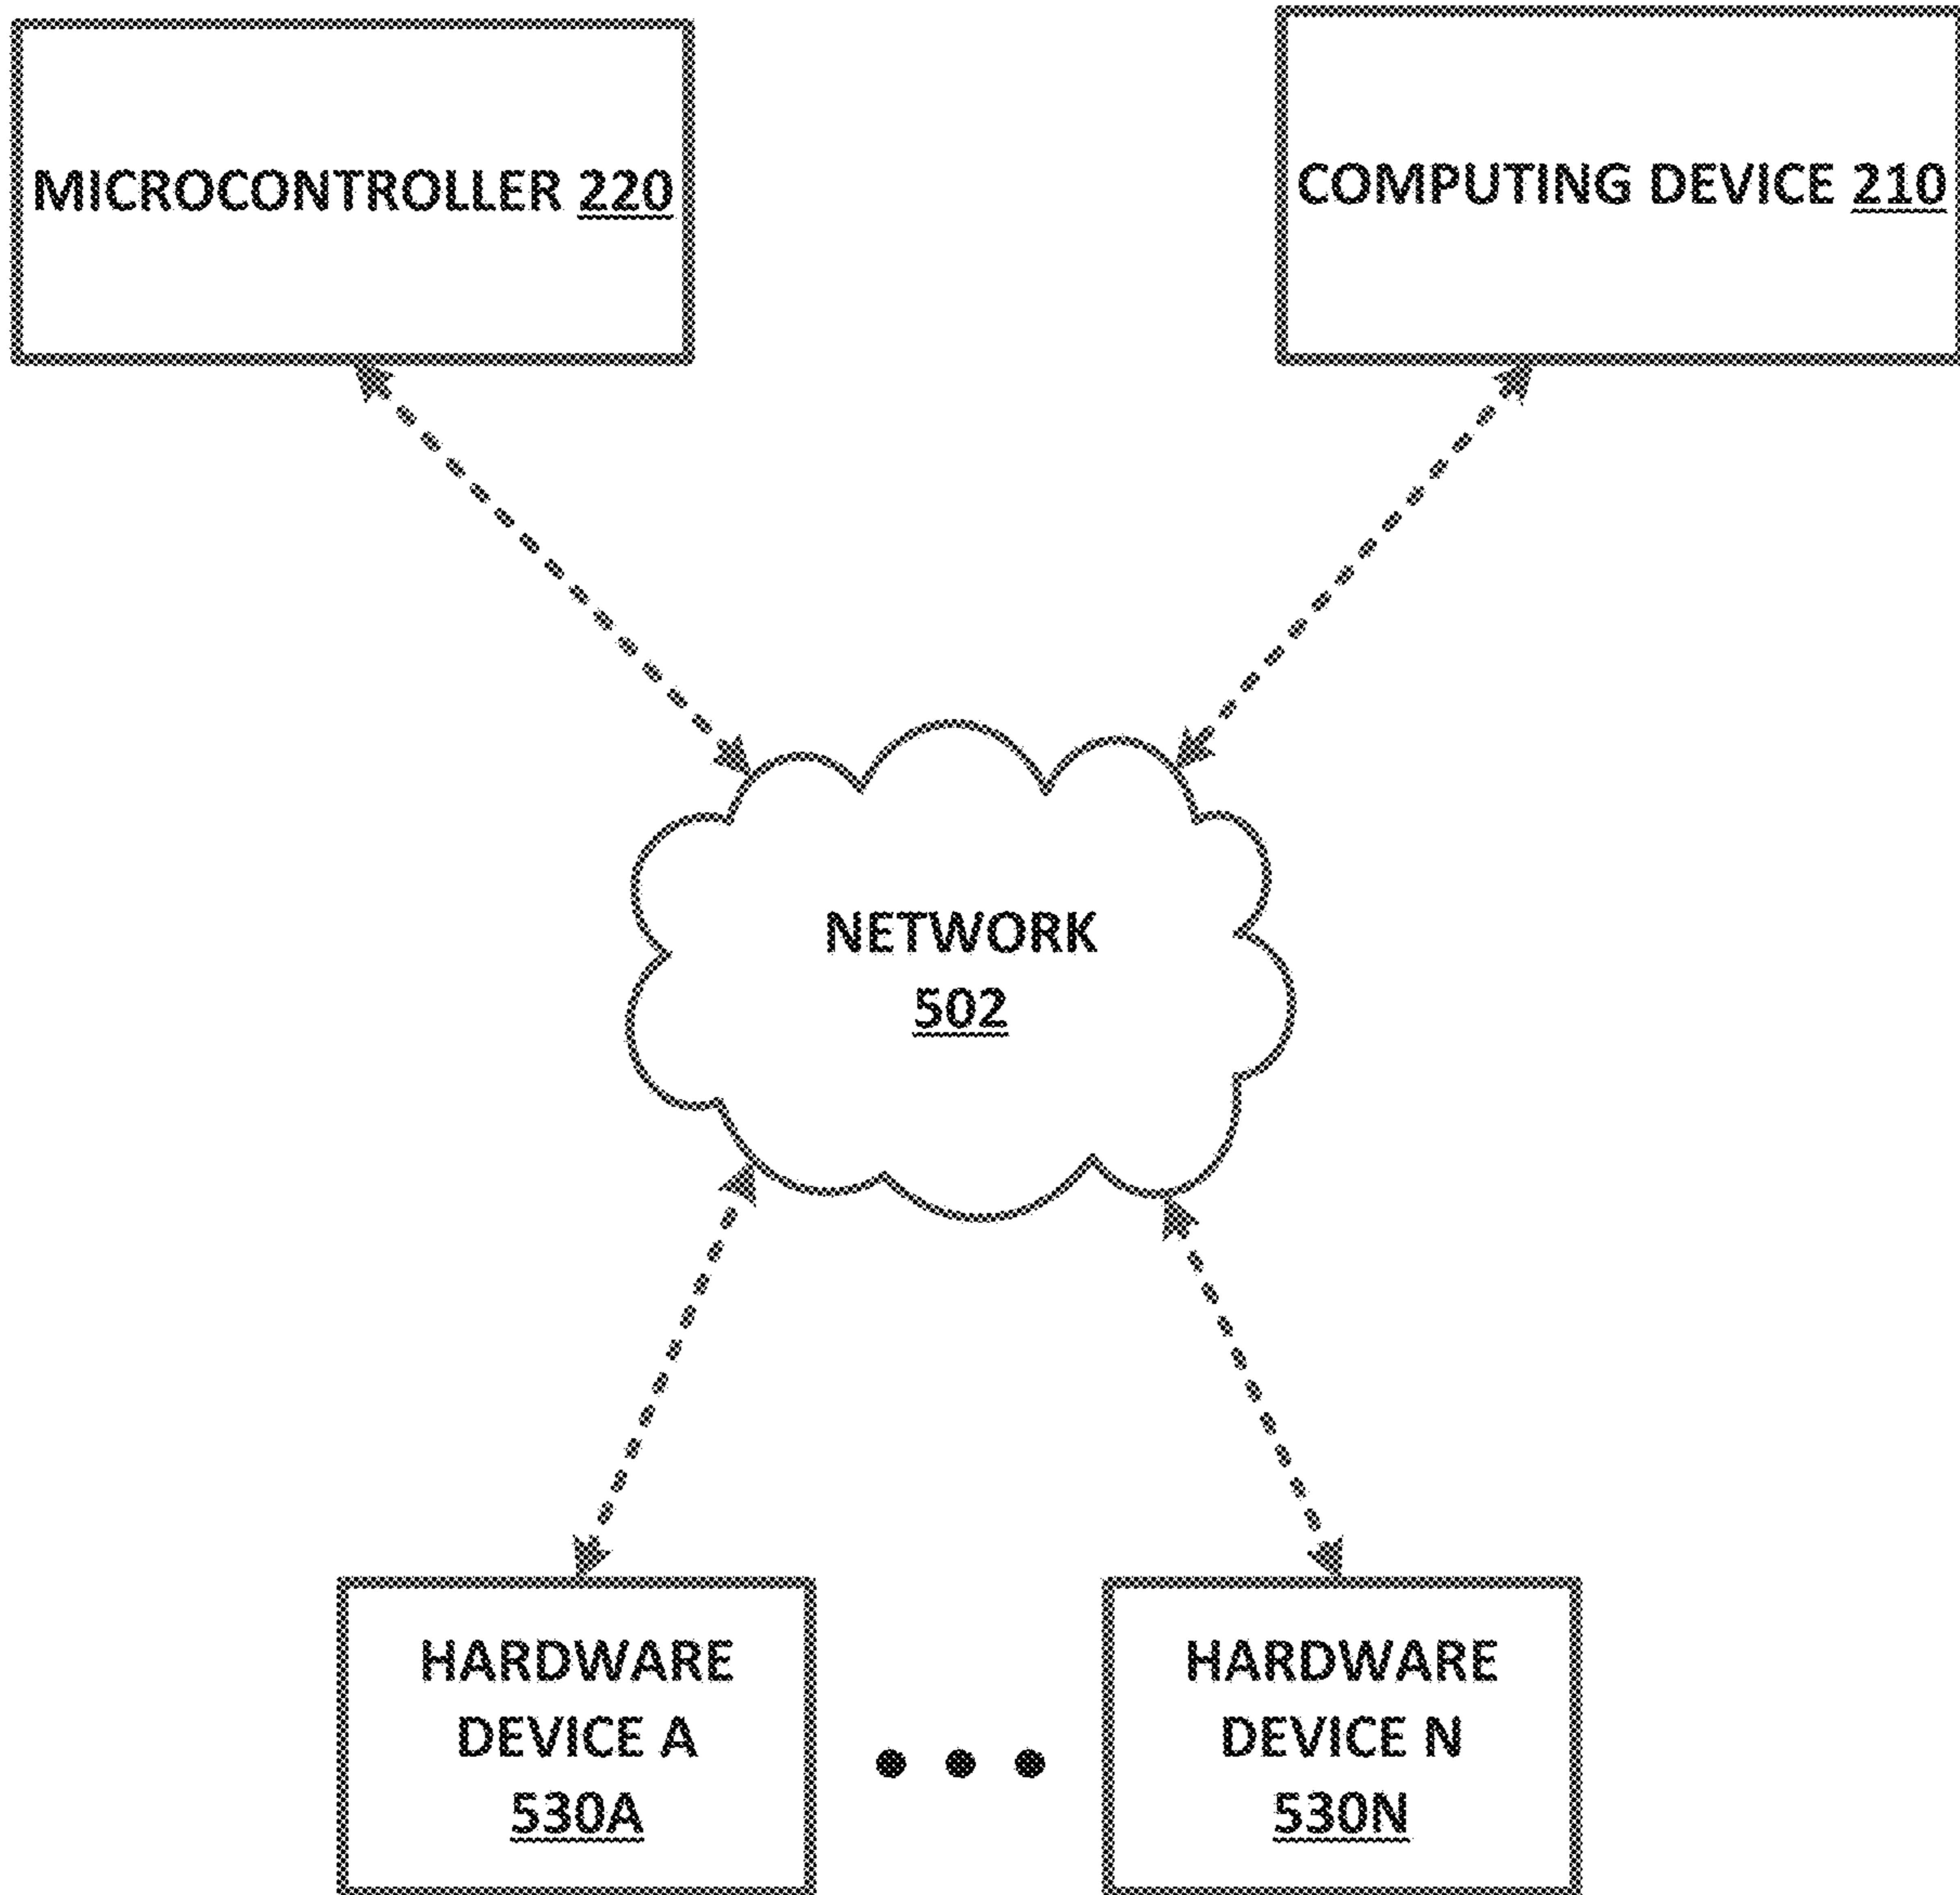 MICROCONTROLLER 220
COMPUTING DEVICE 210
NETWORK
502
HARDWARE
DEVICE A
530A
HARDWARE
DEVICE N
530N